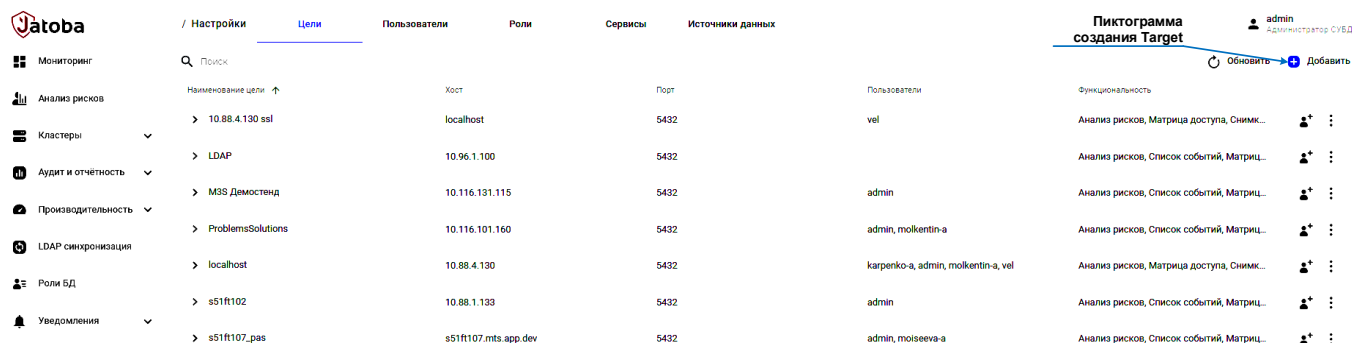 Jatoba
/ Настройки
Цели
Пользователи
Роли
Сервисы
Источники данных
Пиктограмма
создания Target
admin
Администратор СУБД
Мониторинг
Анализ рисков
Кластеры
Аудит и отчётность
Производительность
LDAP синхронизация
Роли БД
Уведомления
Поиск
Обновить
Добавить
Наименование цели Хост Порт Пользователи Функциональность
10.88.4.130 ssl localhost 5432 vel Анализ рисков, Матрица доступа, Снимк...
LDAP 10.96.1.100 5432 Анализ рисков, Список событий, Матриц...
M3S Демостенд 10.116.131.115 5432 admin Анализ рисков, Список событий, Матриц...
ProblemsSolutions 10.116.101.160 5432 admin, molkentin-a Анализ рисков, Список событий, Матриц...
localhost 10.88.4.130 5432 karpenko-a, admin, molkentin-a, vel Анализ рисков, Матрица доступа, Снимк...
s51ft102 10.88.1.133 5432 admin Анализ рисков, Список событий, Матриц...
s51ft107_pas s51ft107.mts.app.dev 5432 admin, moiseeva-a Анализ рисков, Список событий, Матриц...